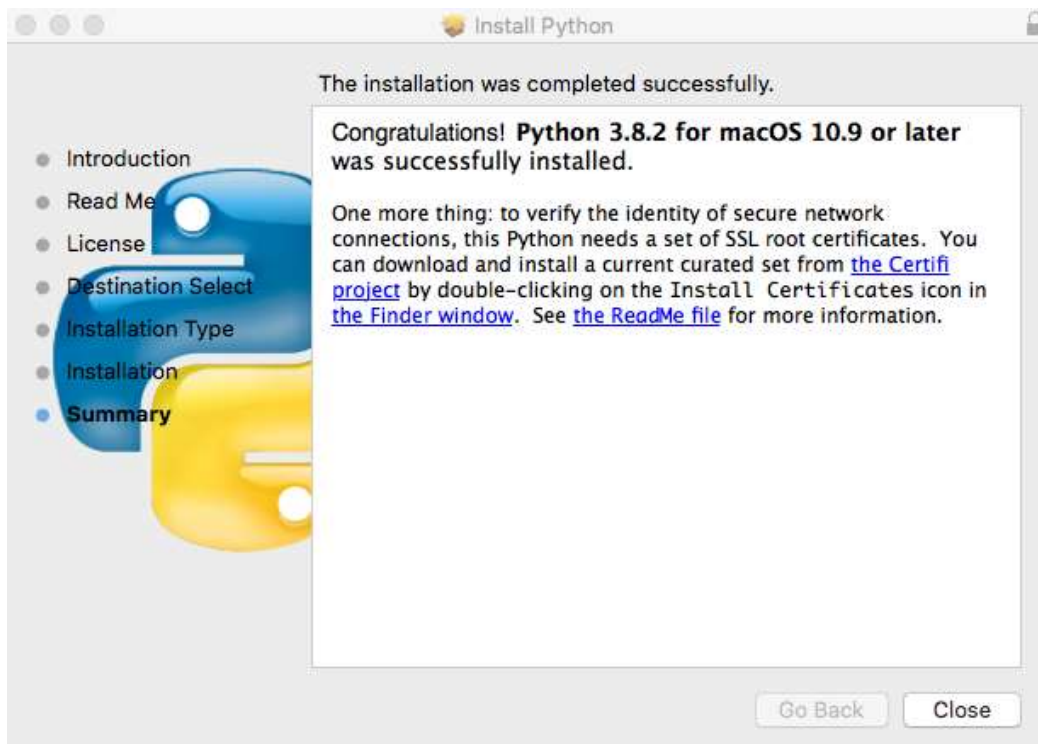 Install Python
The installation was completed successfully.
Introduction
Read Me
License
Destination Select
Installation Type
Installation
Summary
Congratulations! Python 3.8.2 for macOS 10.9 or later
was successfully installed.
One more thing: to verify the identity of secure network
connections, this Python needs a set of SSL root certificates.  You
can download and install a current curated set from the Certifi
project by double-clicking on the Install Certificates icon in
the Finder window.  See the ReadMe file for more information.
Go Back
Close